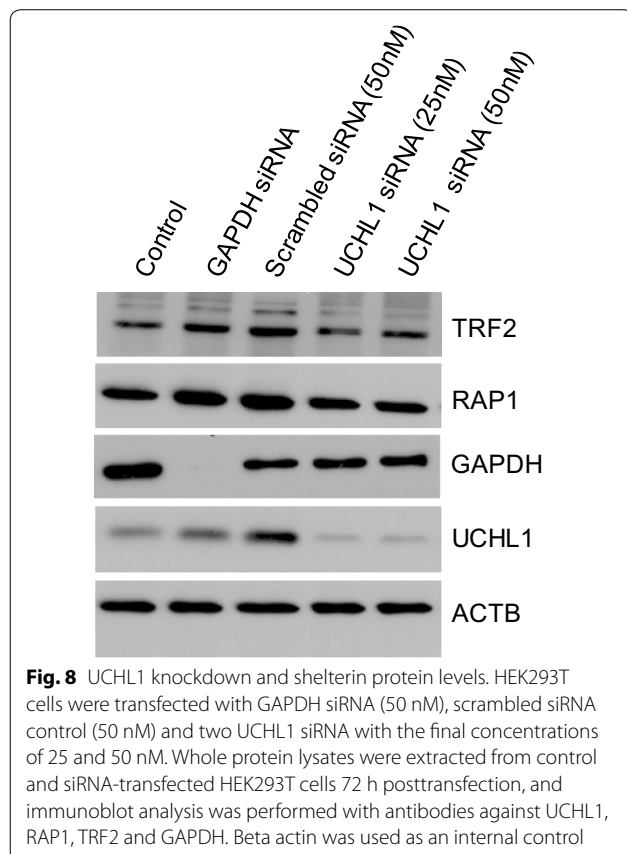 Control
GAPDH siRNA
Scrambled siRNA (50nM)
UCHL1 siRNA (25nM)
UCHL1 siRNA (50nM)
TRF2
RAP1
GAPDH
UCHL1
ACTB
Fig. 8 UCHL1 knockdown and shelterin protein levels. HEK293T
cells were transfected with GAPDH siRNA (50 nM), scrambled siRNA
control (50 nM) and two UCHL1 siRNA with the final concentrations
of 25 and 50 nM. Whole protein lysates were extracted from control
and siRNA-transfected HEK293T cells 72 h posttransfection, and
immunoblot analysis was performed with antibodies against UCHL1,
RAP1, TRF2 and GAPDH. Beta actin was used as an internal control